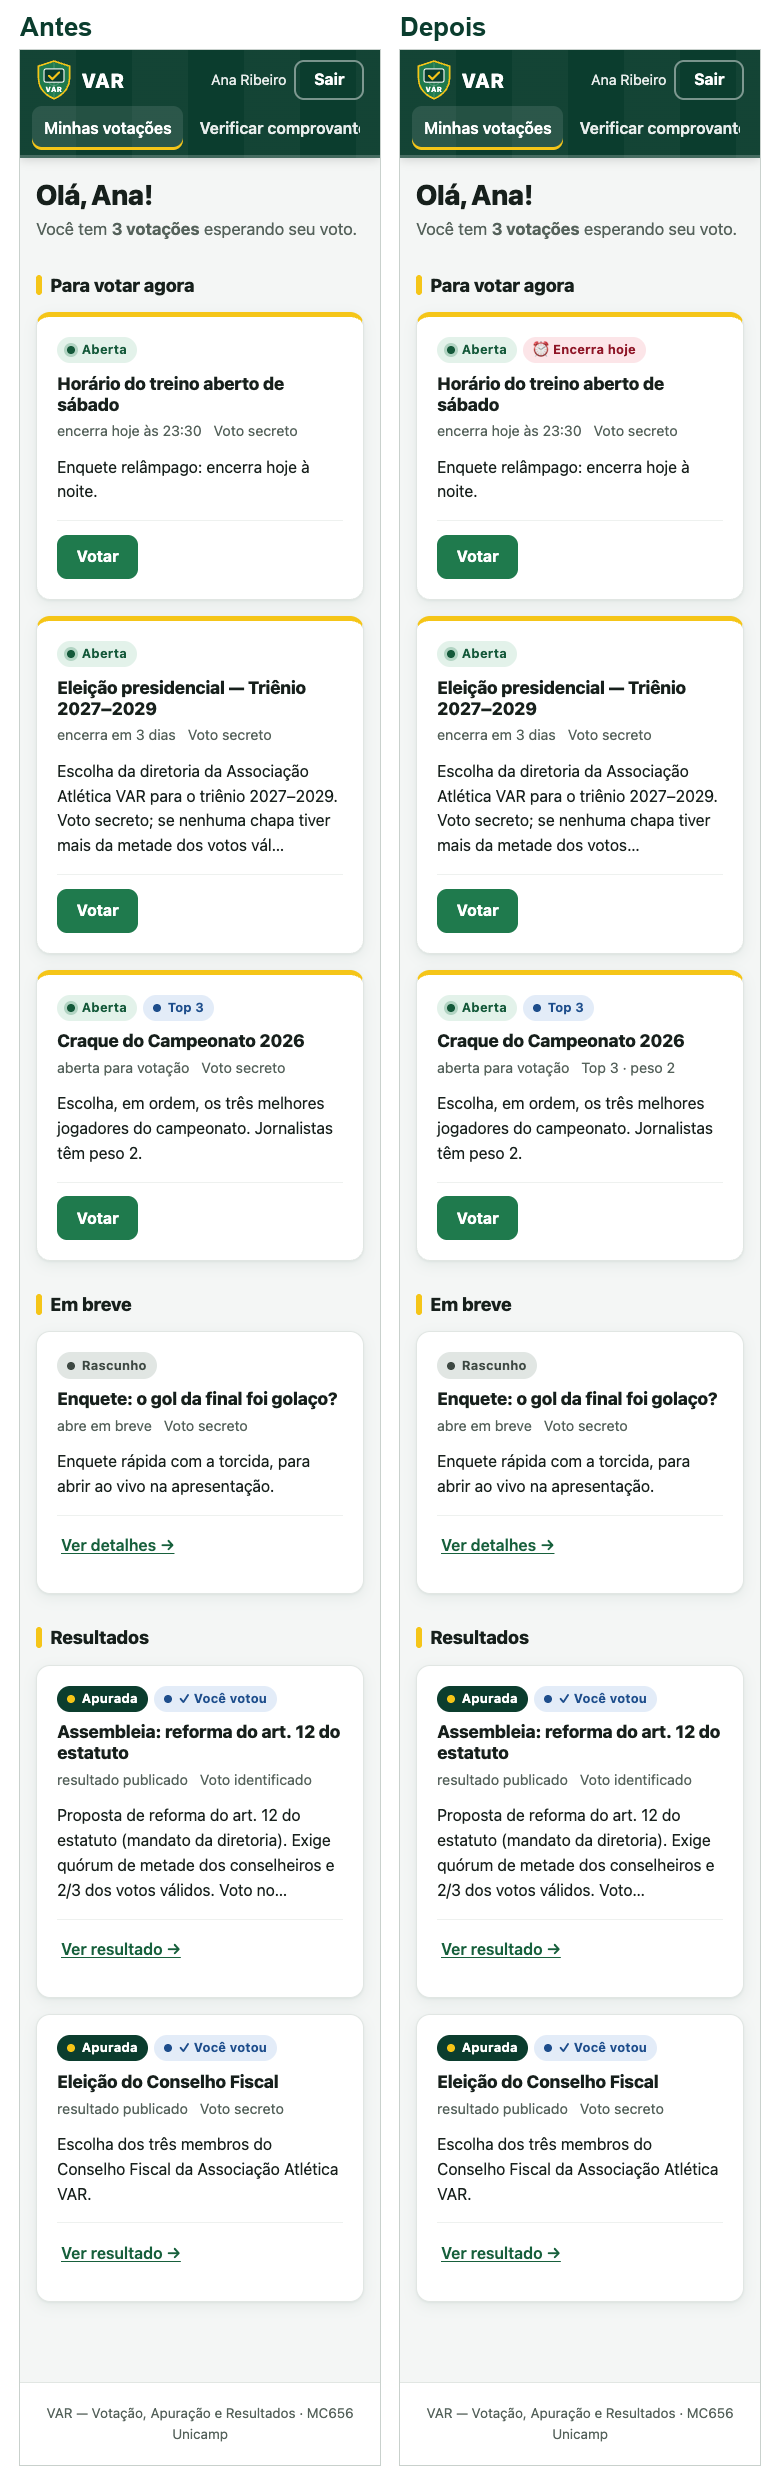 Antes
VAR
VAR
Ana Ribeiro
Sair
Minhas votações
Verificar comprovante
Olá, Ana!
Você tem 3 votações esperando seu voto.
Para votar agora
Aberta
Horário do treino aberto de
sábado
encerra hoje às 23:30 Voto secreto
Enquete relâmpago: encerra hoje à
noite.
Votar
Aberta
Eleição presidencial — Triênio
2027–2029
encerra em 3 dias Voto secreto
Escolha da diretoria da Associação
Atlética VAR para o triênio 2027–2029.
Voto secreto; se nenhuma chapa tiver
mais da metade dos votos vál...
Votar
Aberta Top 3
Craque do Campeonato 2026
aberta para votação Voto secreto
Escolha, em ordem, os três melhores
jogadores do campeonato. Jornalistas
têm peso 2.
Votar
Em breve
Rascunho
Enquete: o gol da final foi golaço?
abre em breve Voto secreto
Enquete rápida com a torcida, para
abrir ao vivo na apresentação.
Ver detalhes →
Resultados
Apurada ✓ Você votou
Assembleia: reforma do art. 12 do
estatuto
resultado publicado Voto identificado
Proposta de reforma do art. 12 do
estatuto (mandato da diretoria). Exige
quórum de metade dos conselheiros e
2/3 dos votos válidos. Voto no...
Ver resultado →
Apurada ✓ Você votou
Eleição do Conselho Fiscal
resultado publicado Voto secreto
Escolha dos três membros do
Conselho Fiscal da Associação Atlética
VAR.
Ver resultado →
VAR — Votação, Apuração e Resultados · MC656
Unicamp
Depois
VAR
VAR
Ana Ribeiro
Sair
Minhas votações
Verificar comprovante
Olá, Ana!
Você tem 3 votações esperando seu voto.
Para votar agora
Aberta ⏰ Encerra hoje
Horário do treino aberto de
sábado
encerra hoje às 23:30 Voto secreto
Enquete relâmpago: encerra hoje à
noite.
Votar
Aberta
Eleição presidencial — Triênio
2027–2029
encerra em 3 dias Voto secreto
Escolha da diretoria da Associação
Atlética VAR para o triênio 2027–2029.
Voto secreto; se nenhuma chapa tiver
mais da metade dos votos...
Votar
Aberta Top 3
Craque do Campeonato 2026
aberta para votação Top 3 · peso 2
Escolha, em ordem, os três melhores
jogadores do campeonato. Jornalistas
têm peso 2.
Votar
Em breve
Rascunho
Enquete: o gol da final foi golaço?
abre em breve Voto secreto
Enquete rápida com a torcida, para
abrir ao vivo na apresentação.
Ver detalhes →
Resultados
Apurada ✓ Você votou
Assembleia: reforma do art. 12 do
estatuto
resultado publicado Voto identificado
Proposta de reforma do art. 12 do
estatuto (mandato da diretoria). Exige
quórum de metade dos conselheiros e
2/3 dos votos válidos. Voto...
Ver resultado →
Apurada ✓ Você votou
Eleição do Conselho Fiscal
resultado publicado Voto secreto
Escolha dos três membros do
Conselho Fiscal da Associação Atlética
VAR.
Ver resultado →
VAR — Votação, Apuração e Resultados · MC656
Unicamp